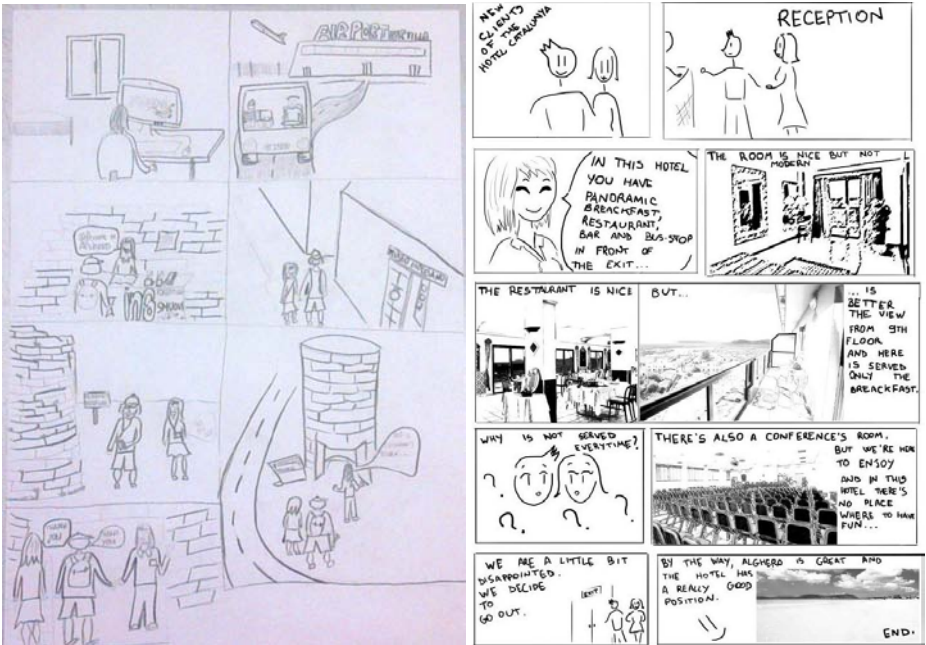 AIRPORT
THANK
YOU
NEW
CLIENTS
OF THE
HOTEL CATALUNYA
RECEPTION
IN THIS HOTEL
YOU HAVE
PANORAMIC
BREACKFAST,
RESTAURANT,
BAR AND BUS-STOP
IN FRONT OF
THE EXIT...
THE ROOM IS NICE BUT NOT
MODERN
THE RESTAURANT IS NICE
BUT...
... IS
BETTER
THE VIEW
FROM 9TH
FLOOR
AND HERE
IS SERVED
ONLY THE
BREACKFAST.
WHY IS NOT SERVED
EVERYTIME?
? ? ? ?
THERE'S ALSO A CONFERENCE'S ROOM.
BUT WE'RE HERE
TO ENJOY
AND IN THIS
HOTEL THERE'S
NO PLACE
WHERE TO HAVE
FUN...
WE ARE A LITTLE BIT
DISAPPOINTED.
WE DECIDE
TO
GO OUT.
EXIT
BY THE WAY, ALGHERO IS GREAT AND
THE HOTEL HAS
A REALLY GOOD
POSITION.
END.